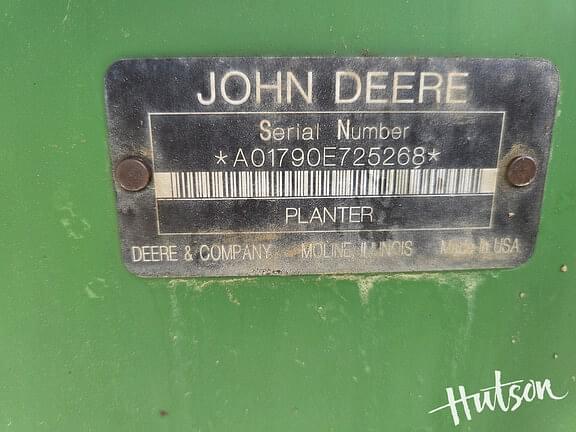 JOHN DEERE
Serial Number
*A01790E725268*
PLANTER
DEERE & COMPANY MOLINE, ILLINOIS Made in USA
Hutson